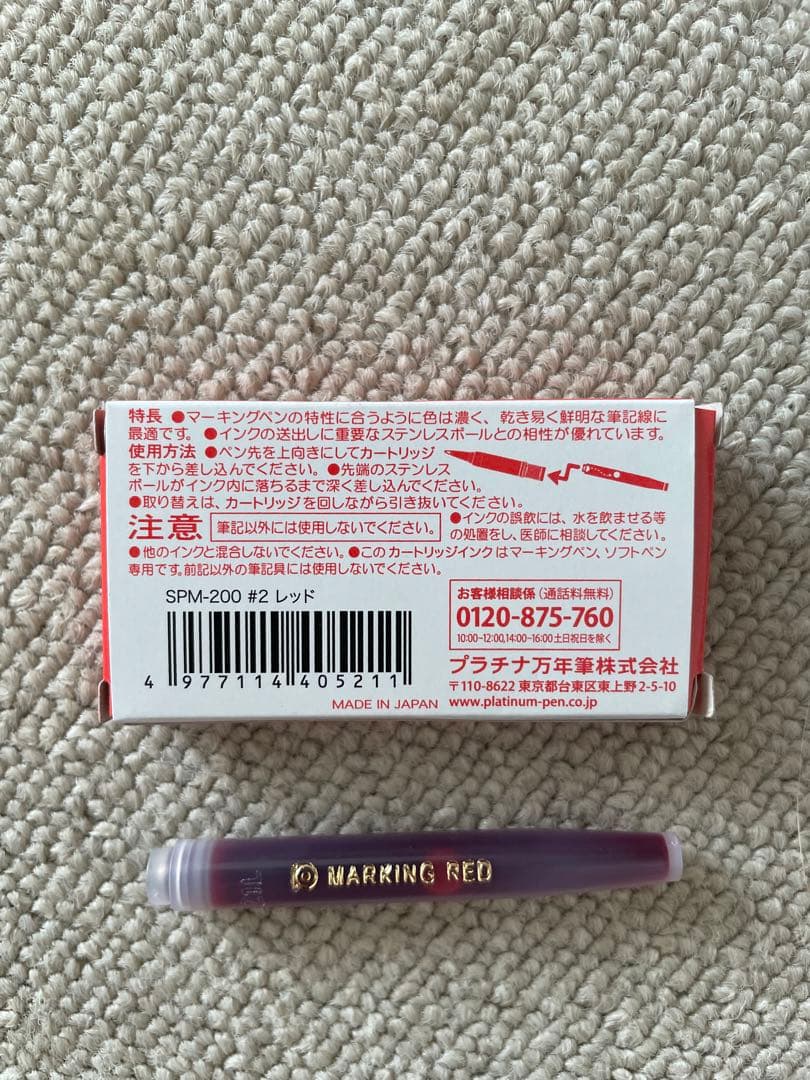 特長 ●マーキングペンの特性に合うように色は濃く、乾き易く鮮明な筆記線に
最適です。●インクの送出しに重要なステンレスボールとの相性が優れています。
使用方法 ●ペン先を上向きにしてカートリッジ
を下から差し込んでください。●先端のステンレス
ボールがインク内に落ちるまで深く差し込んでください。
●取り替えは、カートリッジを回しながら引き抜いてください。
注意 筆記以外には使用しないでください。 ●インクの誤飲には、水を飲ませる等
の処置をし、医師に相談してください。
●他のインクと混合しないでください。●このカートリッジインクはマーキングペン、ソフトペン
専用です。前記以外の筆記具には使用しないでください。
SPM-200 #2 レッド
4 977114 405211
MADE IN JAPAN
お客様相談係（通話料無料）
0120-875-760
10:00~12:00,14:00~16:00 土日祝日を除く
プラチナ万年筆株式会社
〒110-8622 東京都台東区東上野2-5-10
www.platinum-pen.co.jp
MARKING RED